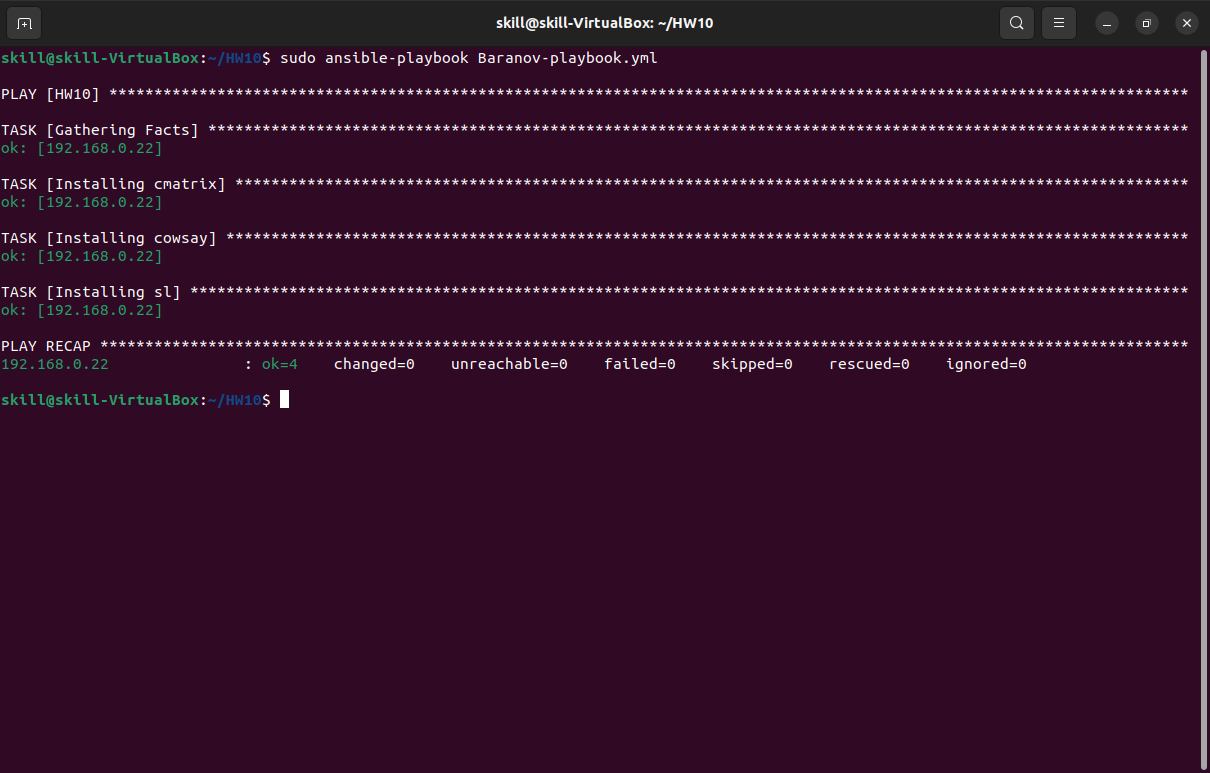 skill@skill-VirtualBox: ~/HW10
skill@skill-VirtualBox:~/HW10$ sudo ansible-playbook Baranov-playbook.yml
PLAY [HW10] ************************************************************************************************************************
TASK [Gathering Facts] *************************************************************************************************************
ok: [192.168.0.22]
TASK [Installing cmatrix] **********************************************************************************************************
ok: [192.168.0.22]
TASK [Installing cowsay] ***********************************************************************************************************
ok: [192.168.0.22]
TASK [Installing sl] ***************************************************************************************************************
ok: [192.168.0.22]
PLAY RECAP *************************************************************************************************************************
192.168.0.22               : ok=4    changed=0    unreachable=0    failed=0    skipped=0    rescued=0    ignored=0
skill@skill-VirtualBox:~/HW10$